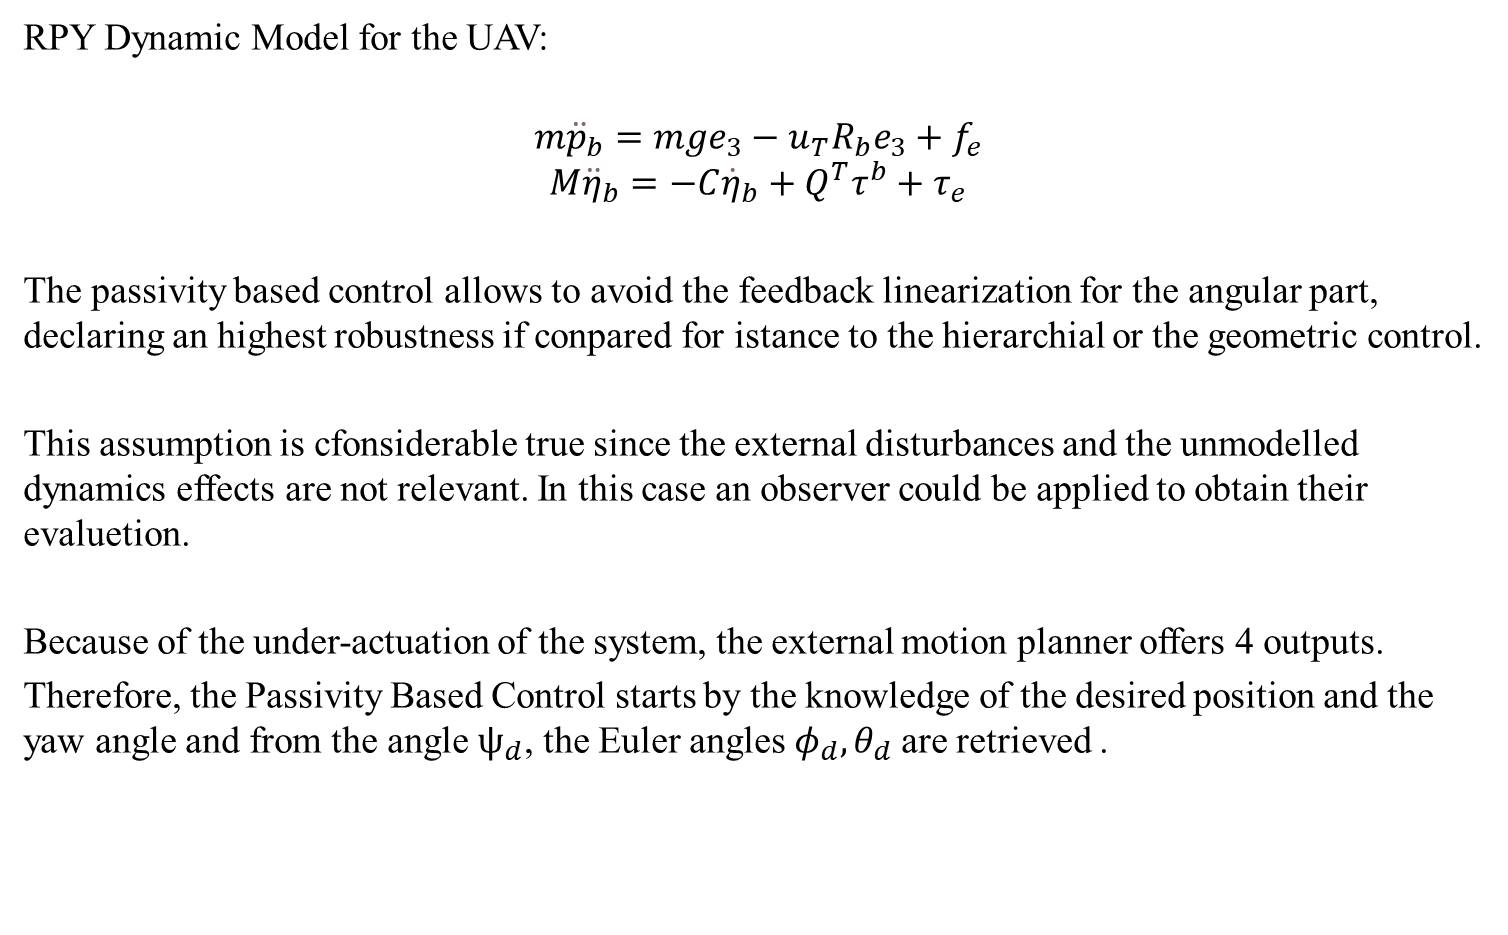 RPY Dynamic Model for the UAV:
mp̈_b = mge_3 − u_T R_b e_3 + f_e
Mη̈_b = −Cη̇_b + Q^T τ^b + τ_e
The passivity based control allows to avoid the feedback linearization for the angular part,
declaring an highest robustness if conpared for istance to the hierarchial or the geometric control.
This assumption is cfonsiderable true since the external disturbances and the unmodelled
dynamics effects are not relevant. In this case an observer could be applied to obtain their
evaluetion.
Because of the under-actuation of the system, the external motion planner offers 4 outputs.
Therefore, the Passivity Based Control starts by the knowledge of the desired position and the
yaw angle and from the angle ψ_d, the Euler angles ϕ_d, θ_d are retrieved .